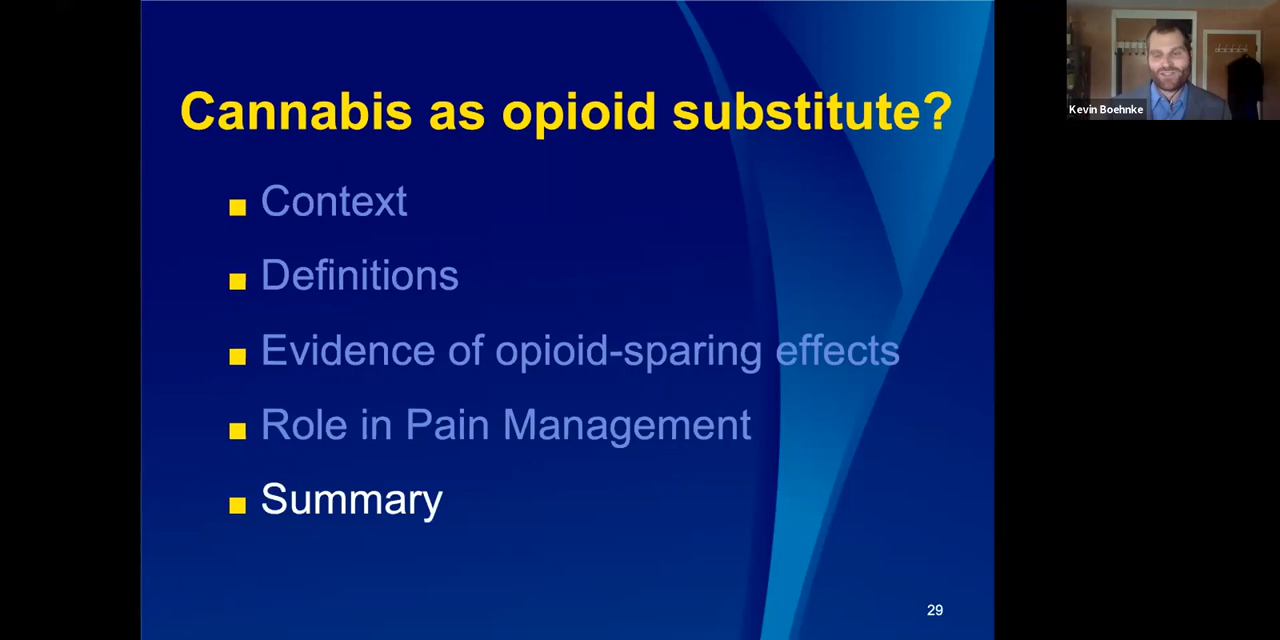 Cannabis as opioid substitute?
Context
Definitions
Evidence of opioid-sparing effects
Role in Pain Management
Summary
29
Kevin Boehnke